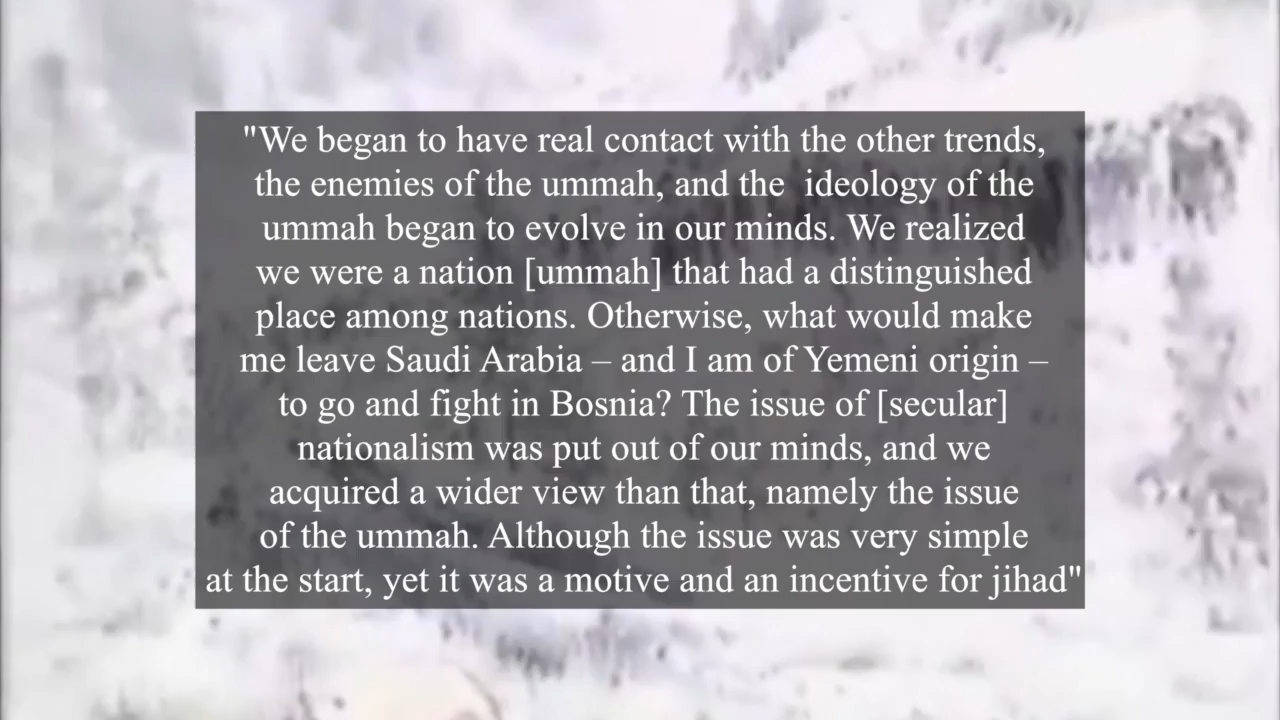 "We began to have real contact with the other trends,
the enemies of the ummah, and the  ideology of the
ummah began to evolve in our minds. We realized
we were a nation [ummah] that had a distinguished
place among nations. Otherwise, what would make
me leave Saudi Arabia – and I am of Yemeni origin –
to go and fight in Bosnia? The issue of [secular]
nationalism was put out of our minds, and we
acquired a wider view than that, namely the issue
of the ummah. Although the issue was very simple
at the start, yet it was a motive and an incentive for jihad"